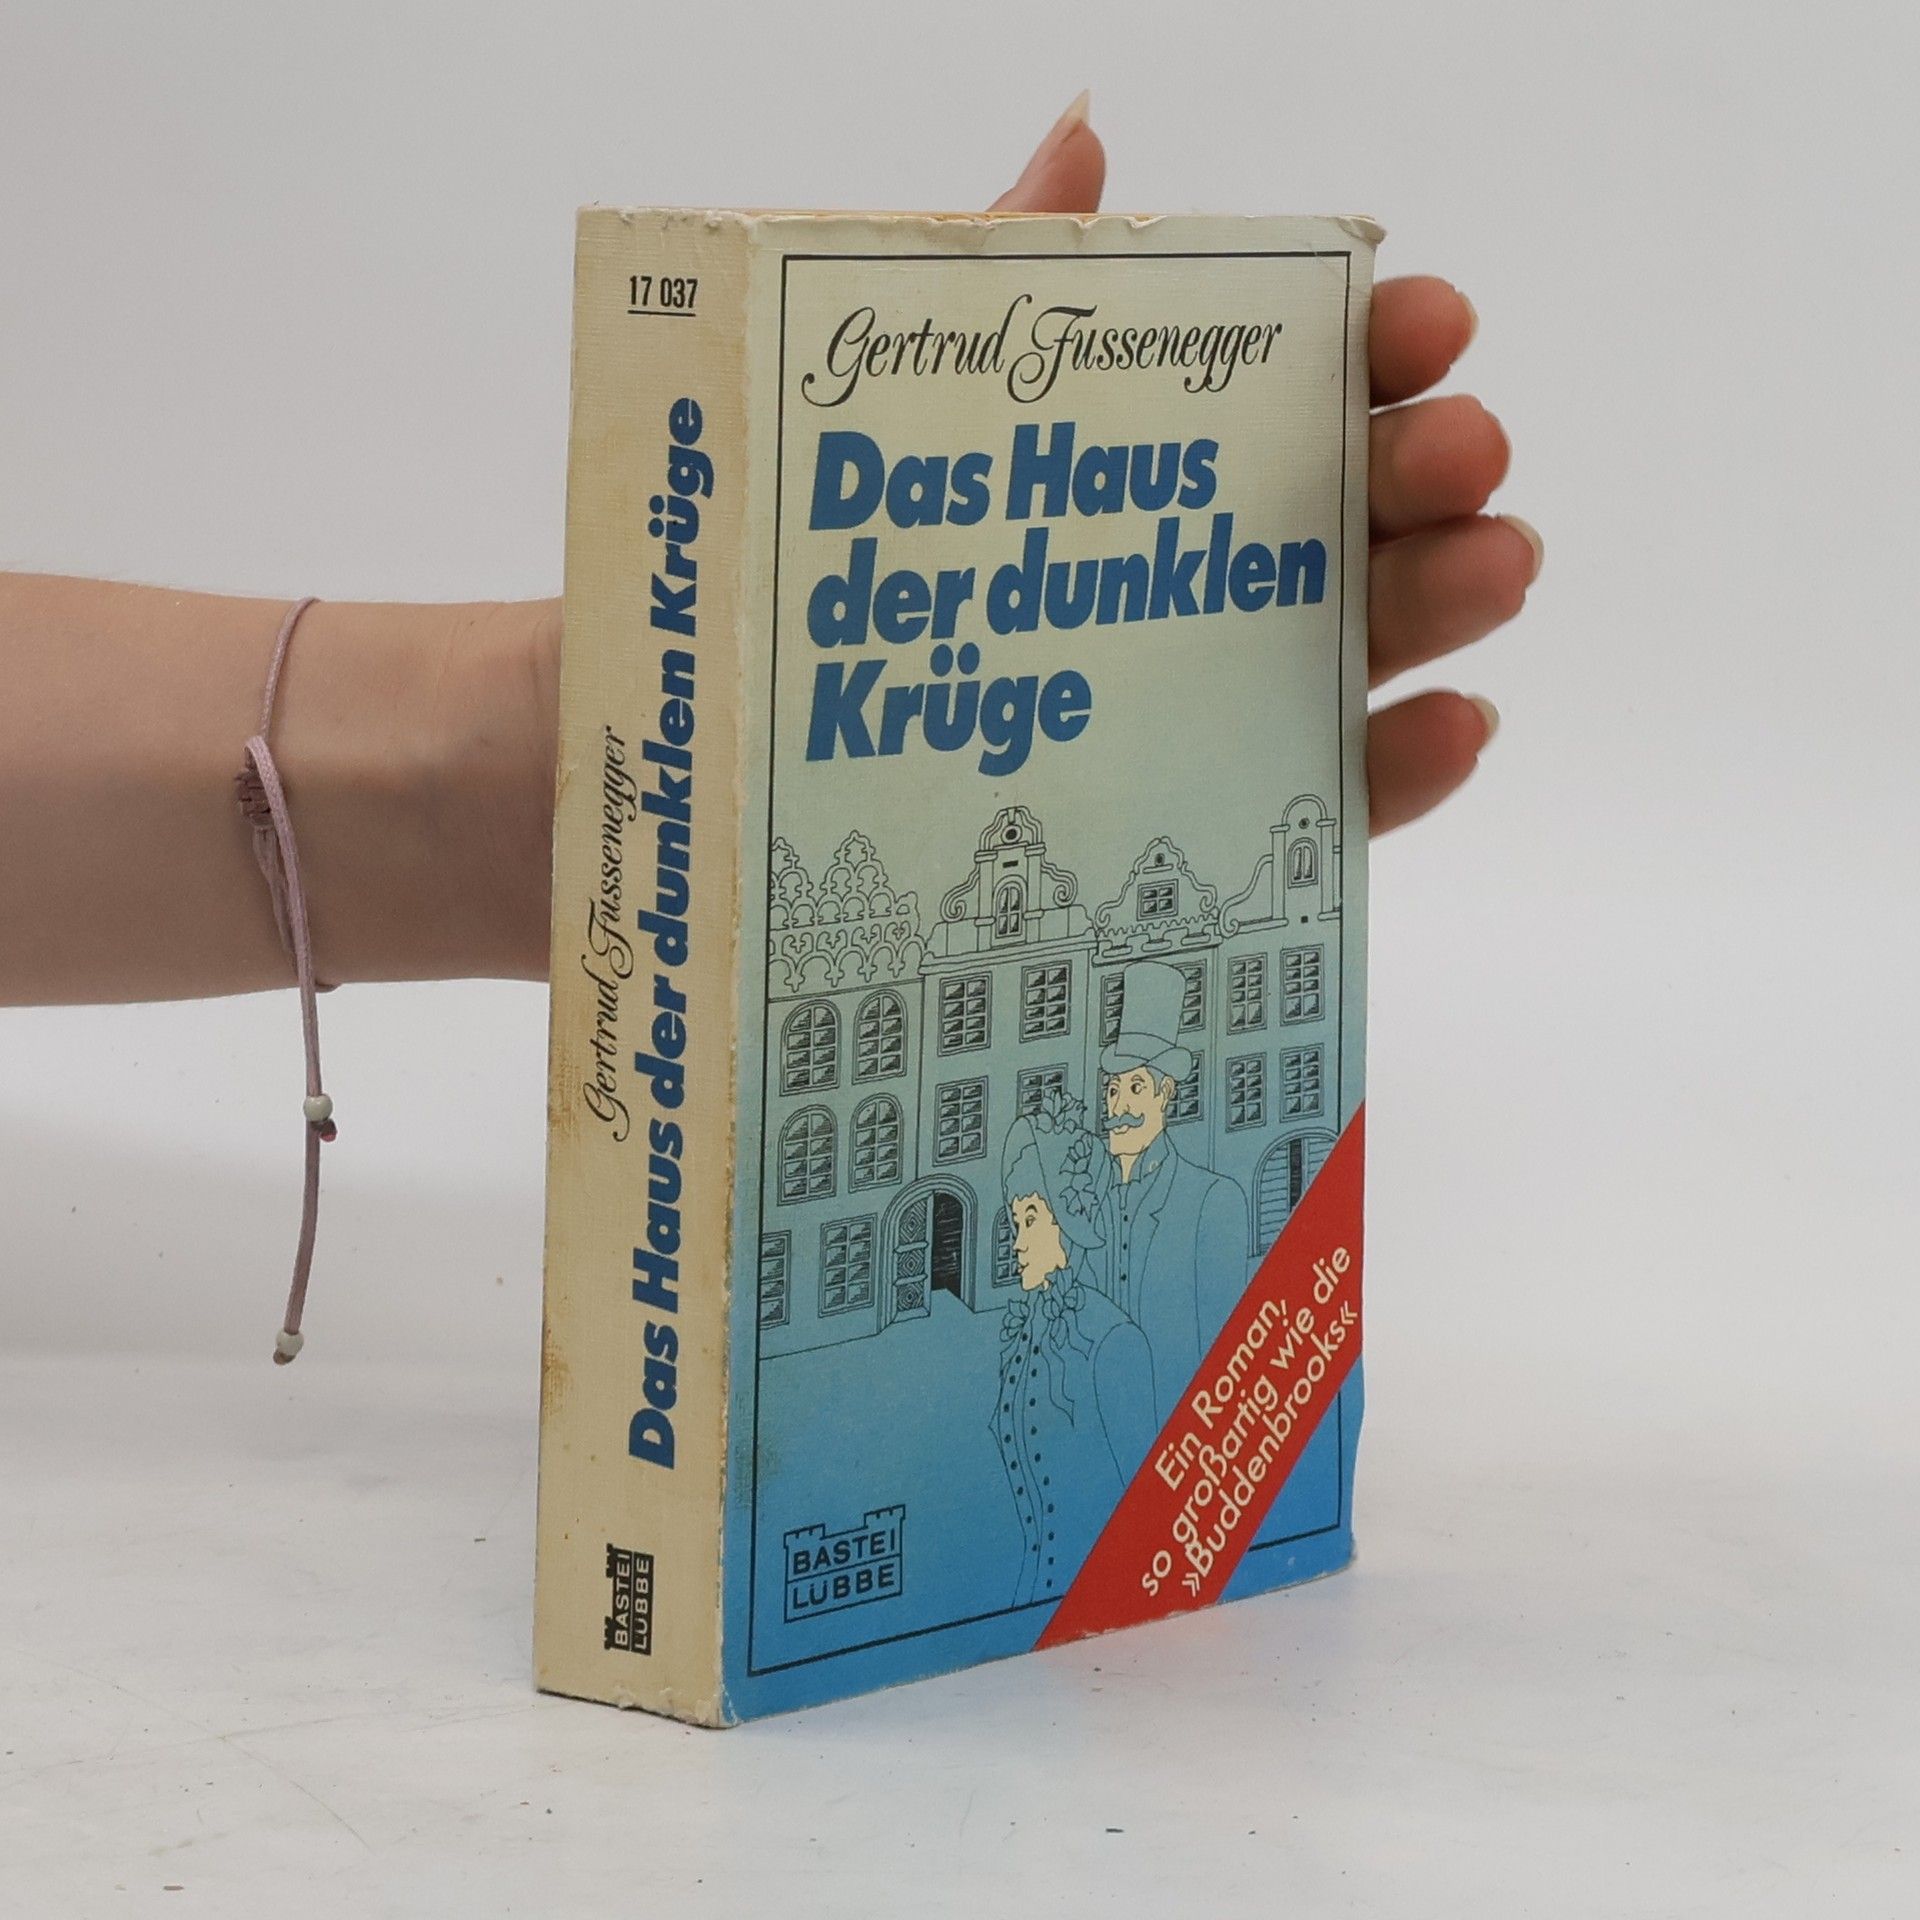 17 037
Gertrud Fussenegger
Das Haus der dunklen Krüge
BASTEI
LÜBBE
Gertrud Fussenegger
Das Haus
der dunklen
Krüge
Ein Roman,
so großartig wie die
»Buddenbrooks«
BASTEI
LÜBBE